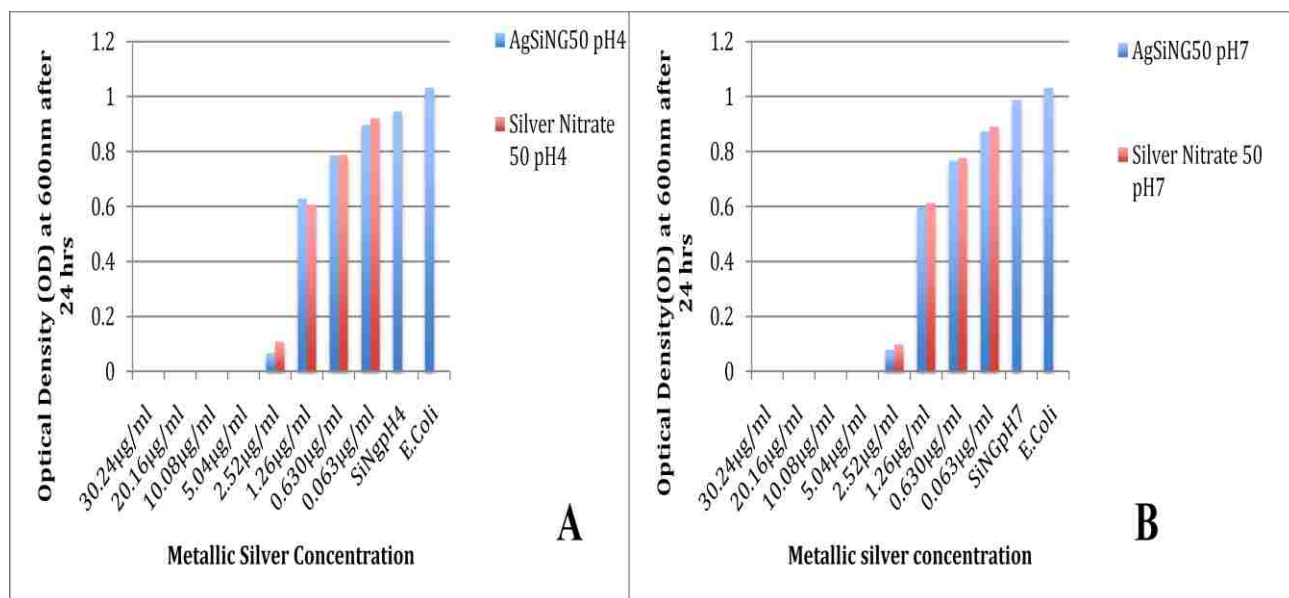 Optical Density (OD) at 600nm after
24 hrs
1.2
1
0.8
0.6
0.4
0.2
0
30.24µg/ml
20.16µg/ml
10.08µg/ml
5.04µg/ml
2.52µg/ml
1.26µg/ml
0.630µg/ml
0.063µg/ml
SiNgpH4
E.Coli
Metallic Silver Concentration
AgSiNG50 pH4
Silver Nitrate
50 pH4
A
Optical Density(OD) at 600nm after
24 hrs
1.2
1
0.8
0.6
0.4
0.2
0
30.24µg/ml
20.16µg/ml
10.08µg/ml
5.04µg/ml
2.52µg/ml
1.26µg/ml
0.630µg/ml
0.063µg/ml
SiNGpH7
E.Coli
Metallic silver concentration
AgSiNG50 pH7
Silver Nitrate 50
pH7
B